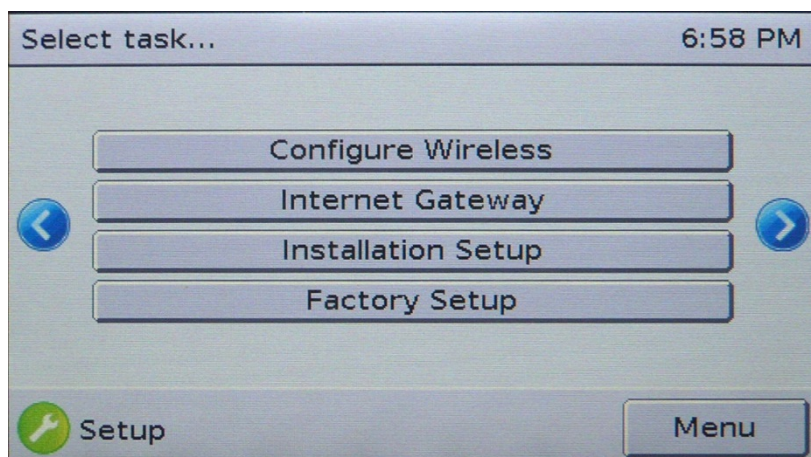 Select task... 6:58 PM
Configure Wireless
Internet Gateway
Installation Setup
Factory Setup
Setup Menu